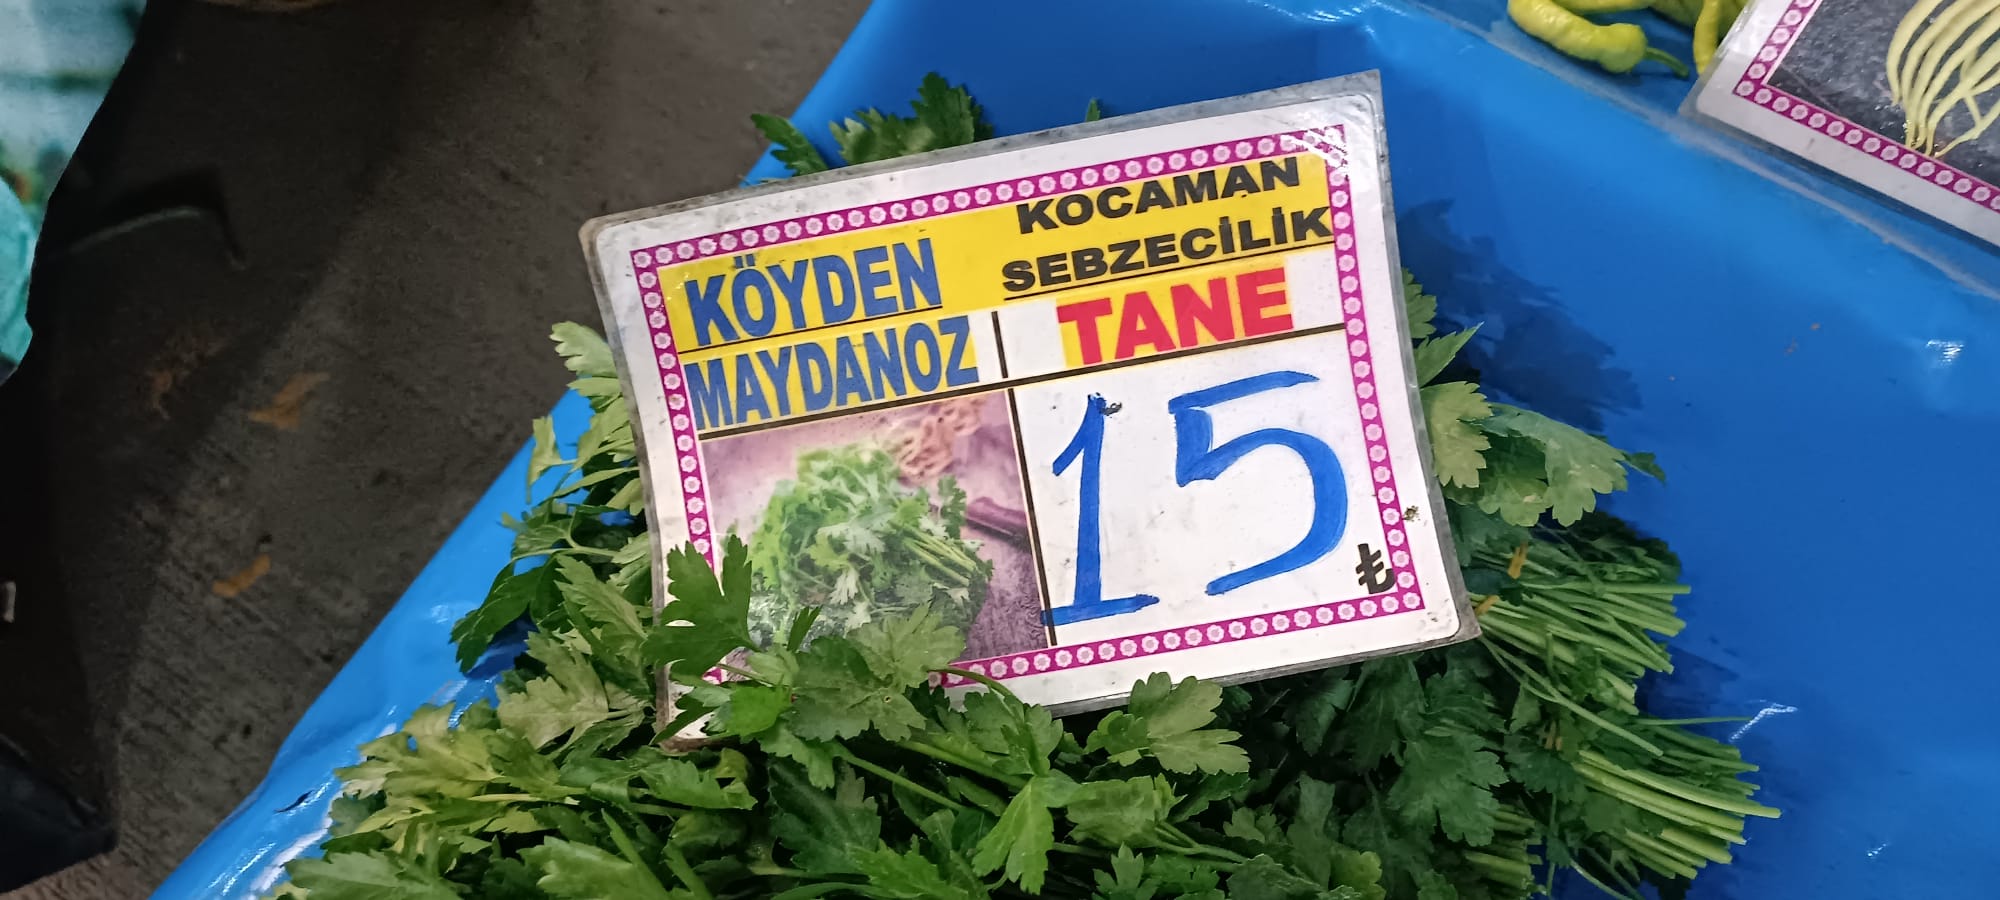 KOCAMAN
SEBZECİLİK
KÖYDEN
MAYDANOZ
TANE
15
₺